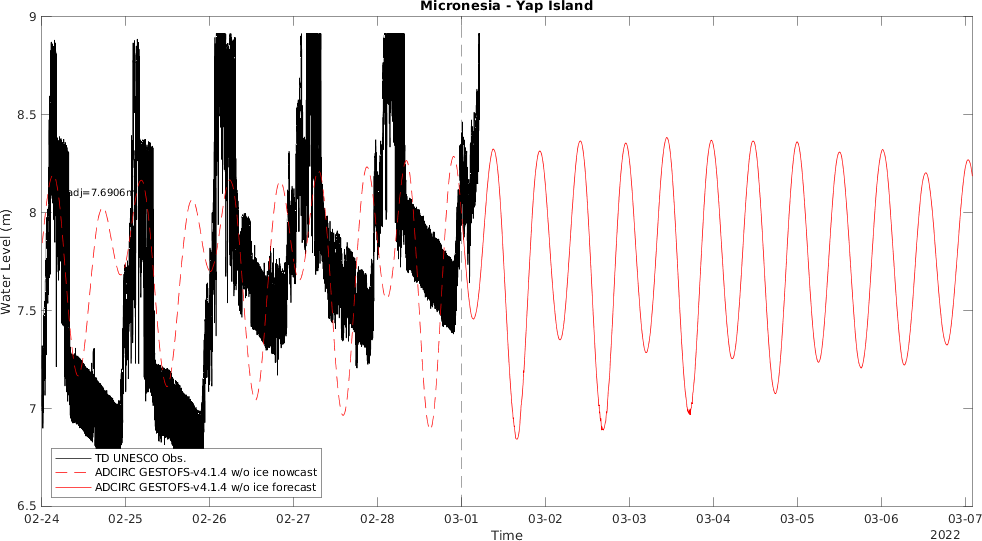 Micronesia - Yap Island
9
8.5
8
7.5
7
6.5
Water Level (m)
adj=7.6906m
TD UNESCO Obs.
ADCIRC GESTOFS-v4.1.4 w/o ice nowcast
ADCIRC GESTOFS-v4.1.4 w/o ice forecast
02-24 02-25 02-26 02-27 02-28 03-01 03-02 03-03 03-04 03-05 03-06 03-07
Time
2022